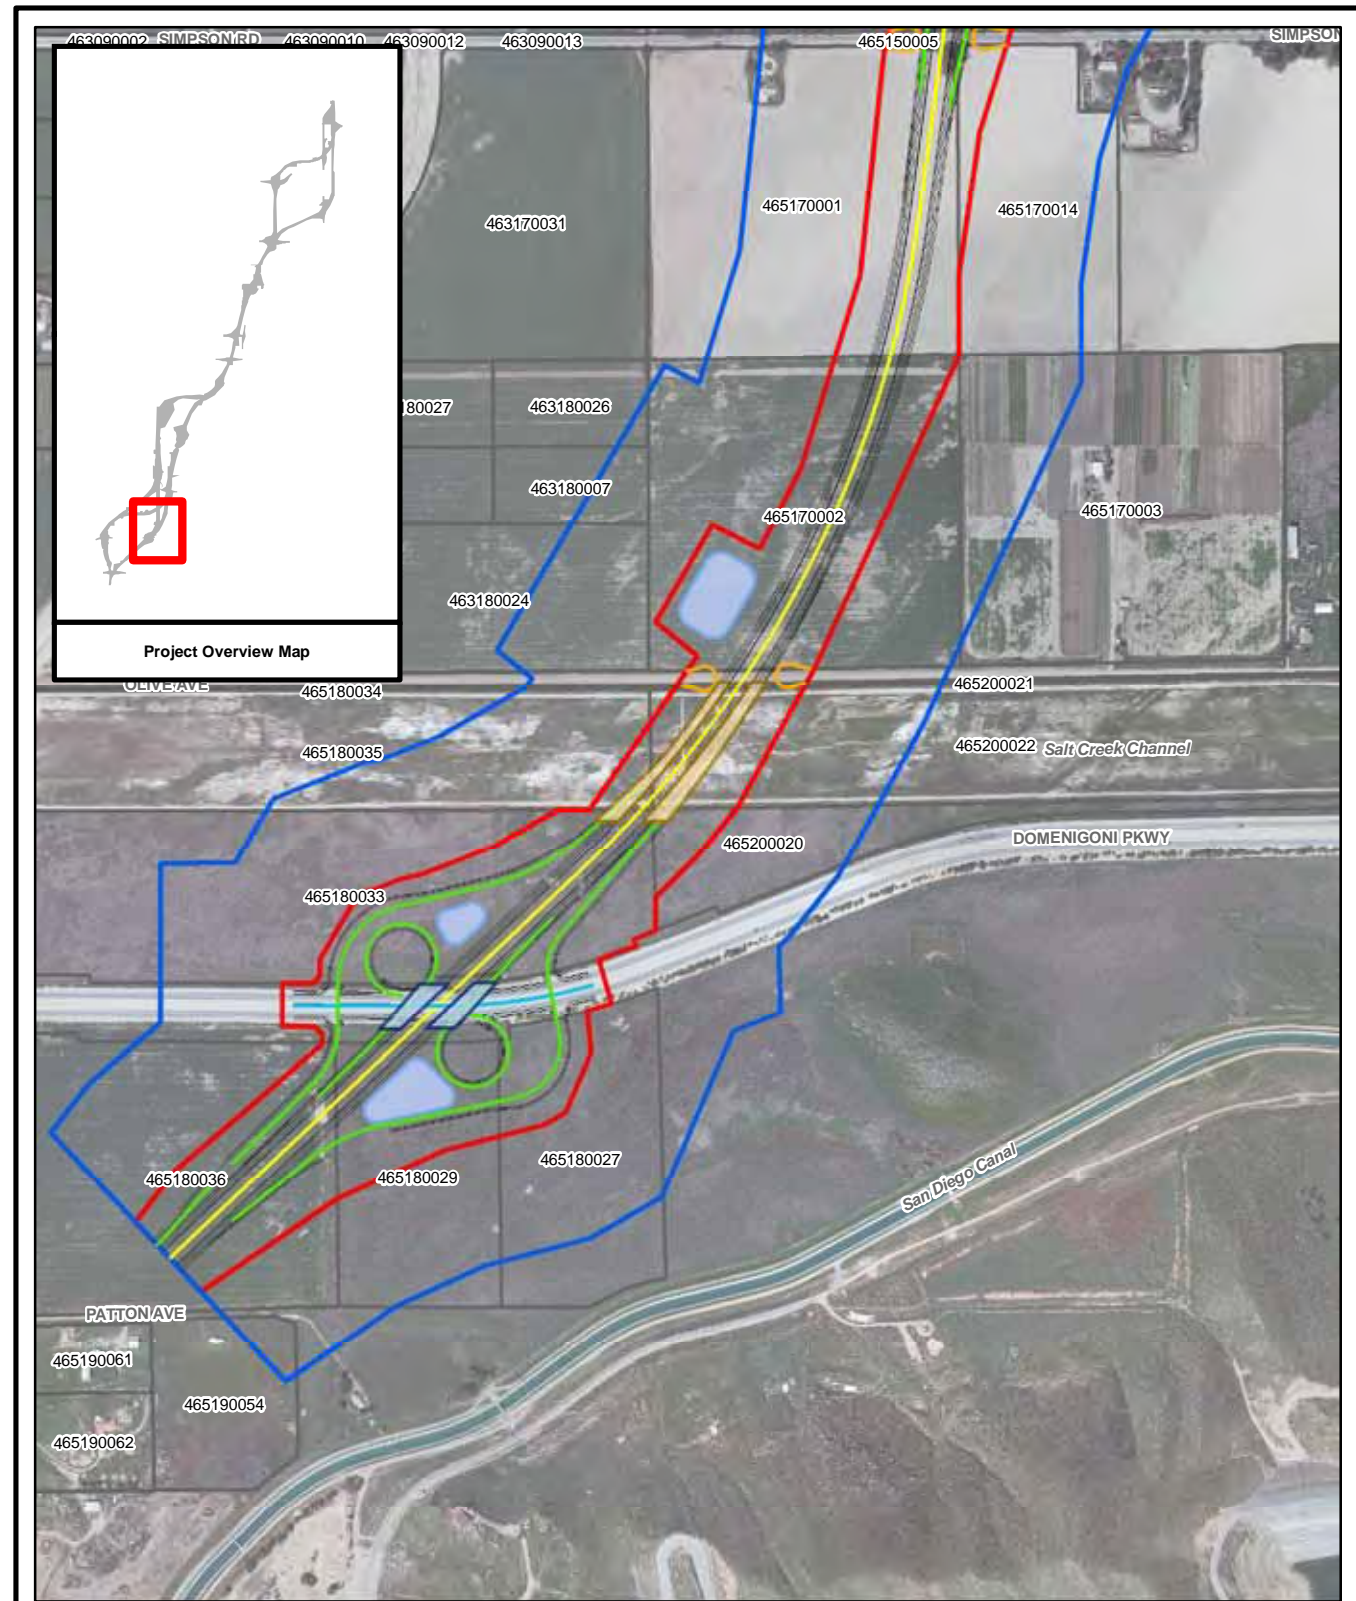 463090002 SIMPSON RD 463090010 463090012 463090013 465150005 SIMPSON
465170001
465170014
463170031
180027 463180026
463180007
465170003
465170002
463180024
Project Overview Map
OLIVE AVE 465180034 465200021
465180035 465200022 Salt Creek Channel
DOMENIGONI PKWY
465200020
465180033
465180027
San Diego Canal
465180036 465180029
PATTON AVE
465190061
465190054
465190062